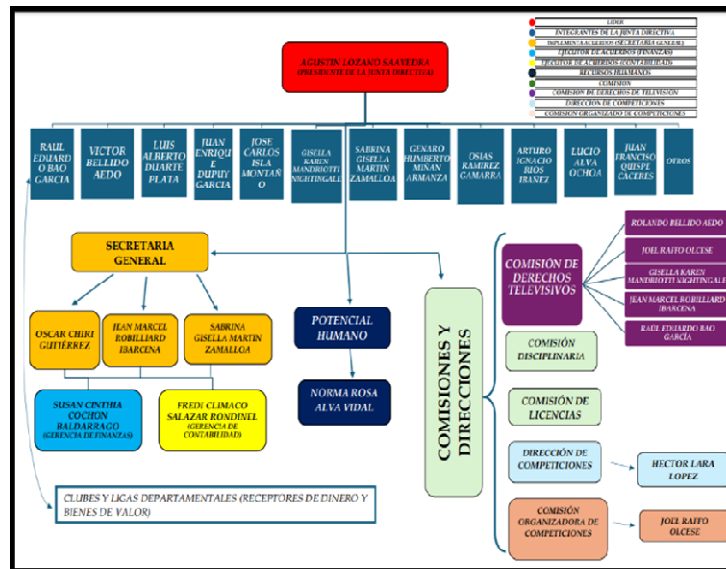 LIDER
INTEGRANTES DE LA JUNTA DIRECTIVA
IMPLEMENTA ACUERDOS (SECRETARIA GENERAL)
EJECUTOR DE ACUERDOS (FINANZAS)
EJECUTOR DE ACUERDOS (CONTABILIDAD)
RECURSOS HUMANOS
COMISION
COMISION DE DERECHOS DE TELEVISION
DIRECCION DE COMPETICIONES
COMISION ORGANIZADO DE COMPETICIONES
AGUSTIN LOZANO SAAVEDRA
(PRESIDENTE DE LA JUNTA DIRECTIVA)
RAUL
EDUARD
O BAO
GARCIA
VICTOR
BELLIDO
AEDO
LUIS
ALBERTO
DUARTE
PLATA
JUAN
ENRIQU
E
DUPUY
GARCIA
JOSE
CARLOS
ISLA
MONTAÑ
O
GISELLA
KAREN
MANDRIOTTI
NIGHTINGALE
SABRINA
GISELLA
MARTIN
ZAMALLOA
GENARO
HUMBERTO
MIÑAN
ARMANZA
OSIAS
RAMIREZ
GAMARRA
ARTURO
IGNACIO
RIOS
IBAÑEZ
LUCIO
ALVA
OCHOA
JUAN
FRANCISO
QUISPE
CACERES
OTROS
SECRETARIA
GENERAL
OSCAR CHIRI
GUTIÉRREZ
JEAN MARCEL
ROBILLIARD
IBARCENA
SABRINA
GISELLA MARTIN
ZAMALLOA
SUSAN CINTHIA
COCHON
BALDARRAGO
(GERENCIA DE FINANZAS)
FREDI CLIMACO
SALAZAR RONDINEL
(GERENCIA DE
CONTABILIDAD)
POTENCIAL
HUMANO
NORMA ROSA
ALVA VIDAL
COMISIONES Y
DIRECCIONES
COMISIÓN DE
DERECHOS
TELEVISIVOS
ROLANDO BELLIDO AEDO
JOEL RAFFO OLCESE
GISELLA KAREN
MANDRIOTTI NIGHTINGALE
JEAN MARCEL ROBILLIARD
IBARCENA
RAUL EDUARDO BAO
GARCÍA
COMISIÓN
DISCIPLINARIA
COMISIÓN DE
LICENCIAS
DIRECCIÓN DE
COMPETICIONES
HECTOR LARA
LOPEZ
COMISIÓN
ORGANIZADORA DE
COMPETICIONES
JOEL RAFFO
OLCESE
CLUBES Y LIGAS DEPARTAMENTALES (RECEPTORES DE DINERO Y
BIENES DE VALOR)